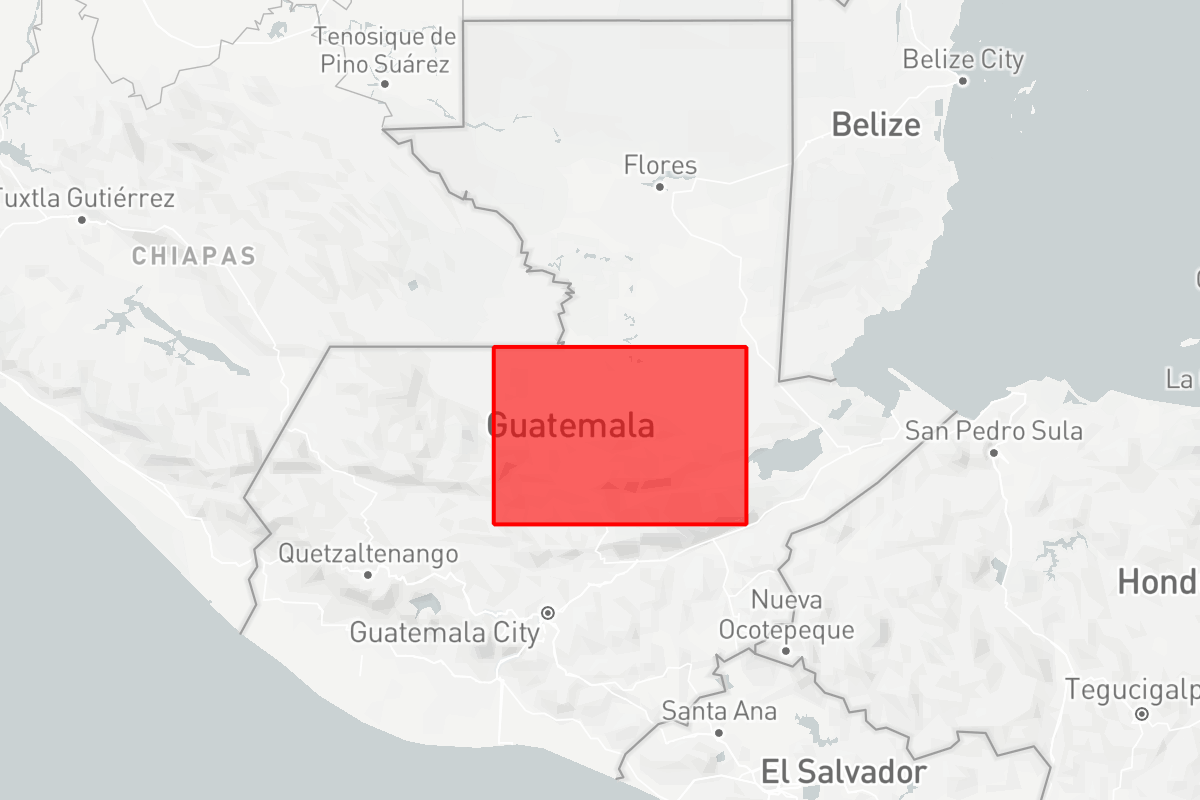 Tenosique de
Pino Suárez
Belize City
Belize
Flores
Tuxtla Gutiérrez
CHIAPAS
La
Guatemala
San Pedro Sula
Quetzaltenango
Hond
Nueva
Ocotepeque
Guatemala City
Tegucigalp
Santa Ana
El Salvador